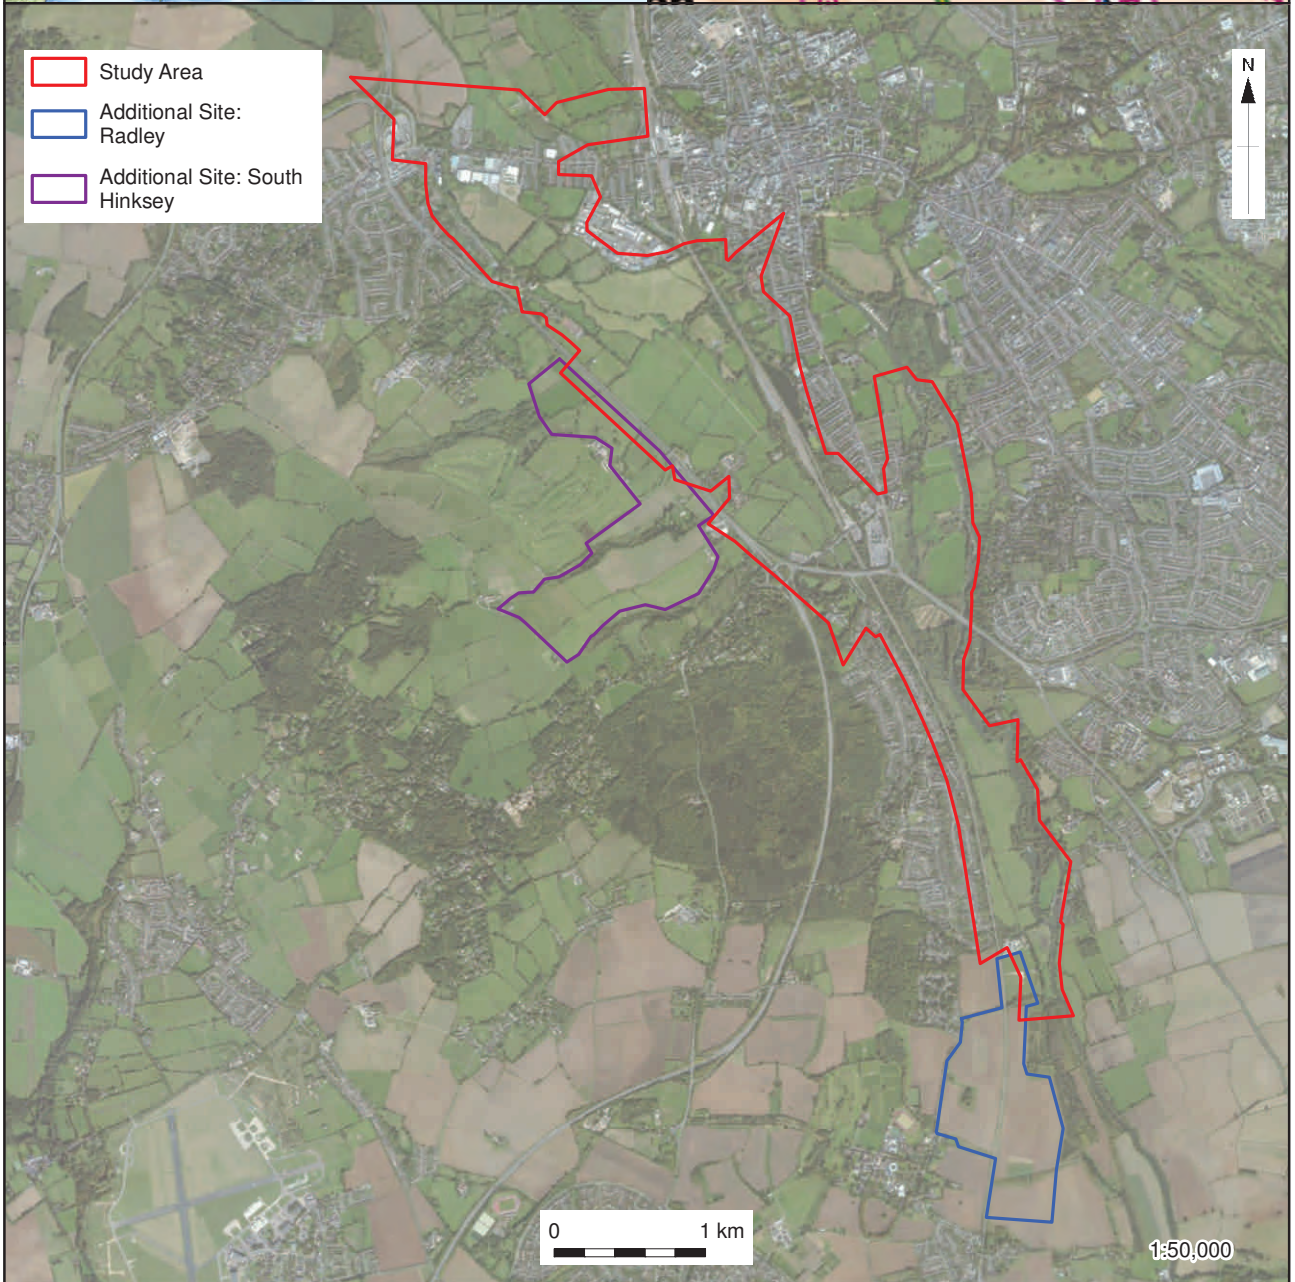 Study Area
Additional Site:
Radley
Additional Site: South
Hinksey
N
0 1 km
1:50,000